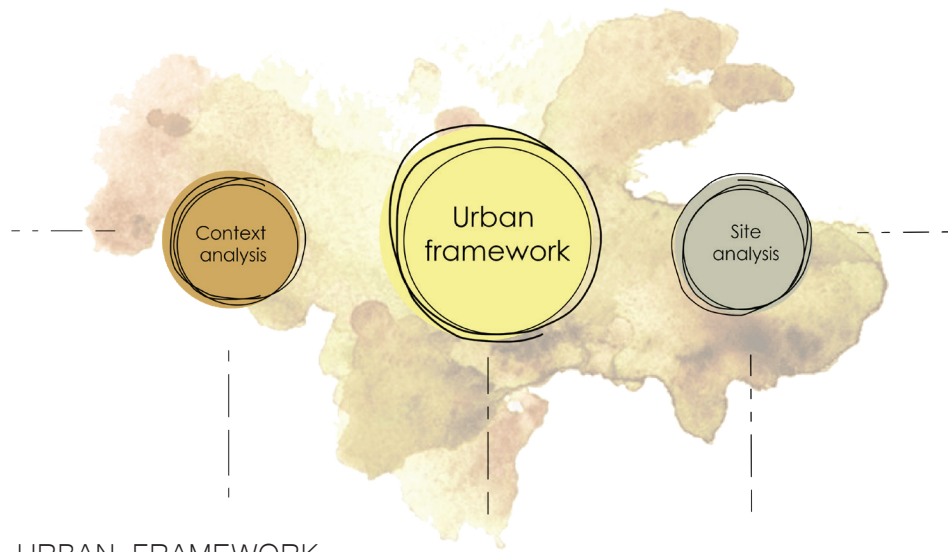 Context
analysis
Urban
framework
Site
analysis
URBAN FRAMEWORK